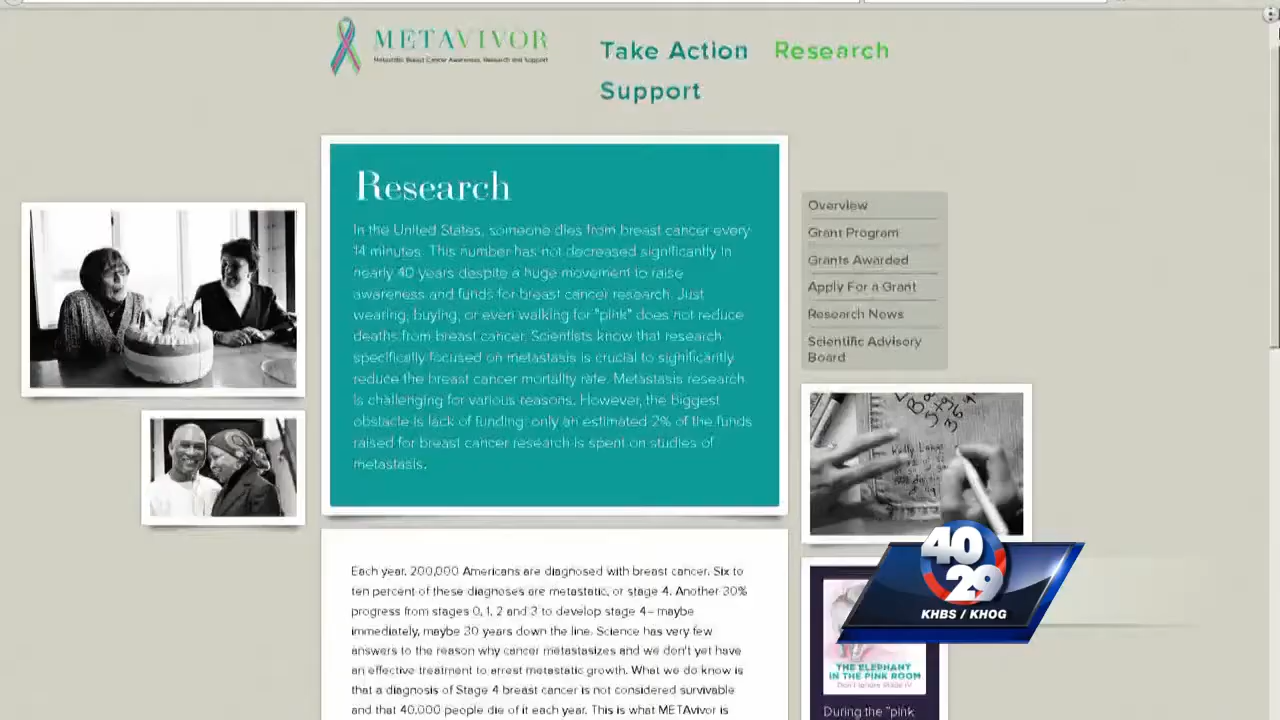 METAVIVOR
Metastatic Breast Cancer Awareness, Research and Support
Take Action Research
Support
Research
In the United States, someone dies from breast cancer every
14 minutes. This number has not decreased significantly in
nearly 40 years despite a huge movement to raise
awareness and funds for breast cancer research. Just
wearing, buying, or even walking for "pink" does not reduce
deaths from breast cancer. Scientists know that research
specifically focused on metastasis is crucial to significantly
reduce the breast cancer mortality rate. Metastasis research
is challenging for various reasons. However, the biggest
obstacle is lack of funding: only an estimated 2% of the funds
raised for breast cancer research is spent on studies of
metastasis.
Overview
Grant Program
Grants Awarded
Apply For a Grant
Research News
Scientific Advisory
Board
Each year, 200,000 Americans are diagnosed with breast cancer. Six to
ten percent of these diagnoses are metastatic, or stage 4. Another 30%
progress from stages 0, 1, 2 and 3 to develop stage 4– maybe
immediately, maybe 30 years down the line. Science has very few
answers to the reason why cancer metastasizes and we don't yet have
an effective treatment to arrest metastatic growth. What we do know is
that a diagnosis of Stage 4 breast cancer is not considered survivable
and that 40,000 people die of it each year. This is what METAvivor is
40
29
KHBS / KHOG
THE ELEPHANT
IN THE PINK ROOM
Don't Ignore Stage IV
During the "pink